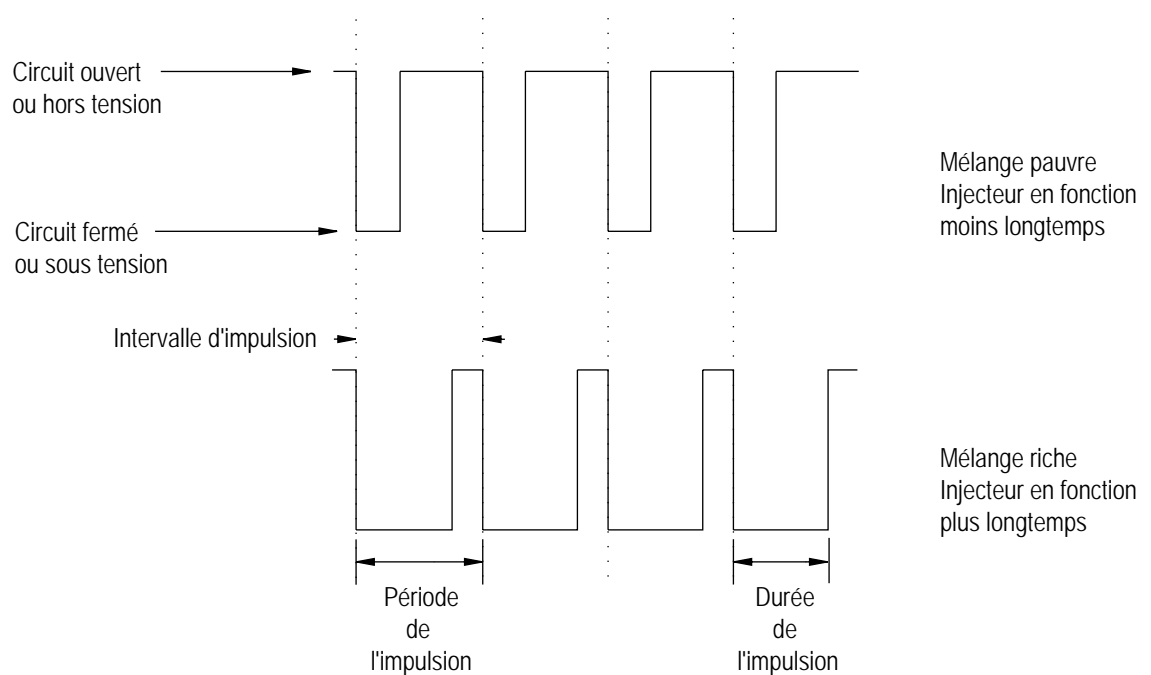 Circuit ouvert
ou hors tension
Circuit fermé
ou sous tension
Mélange pauvre
Injecteur en fonction
moins longtemps
Intervalle d'impulsion
Mélange riche
Injecteur en fonction
plus longtemps
Période
de
l'impulsion
Durée
de
l'impulsion